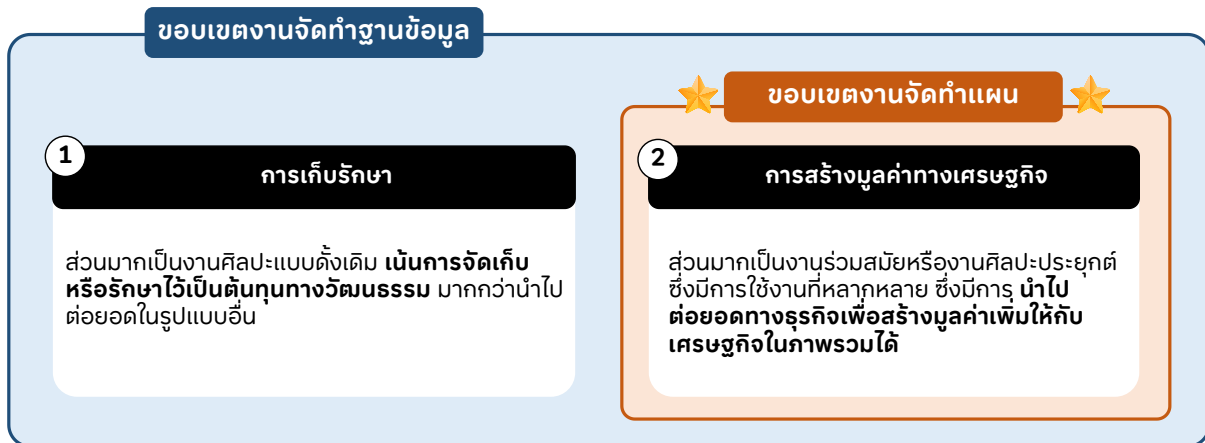 ขอบเขตงานจัดทำฐานข้อมูล
ขอบเขตงานจัดทำแผน
1
การเก็บรักษา
ส่วนมากเป็นงานศิลปะแบบดั้งเดิม เน้นการจัดเก็บ
หรือรักษาไว้เป็นต้นทุนทางวัฒนธรรม มากกว่านำไป
ต่อยอดในรูปแบบอื่น
2
การสร้างมูลค่าทางเศรษฐกิจ
ส่วนมากเป็นงานร่วมสมัยหรืองานศิลปะประยุกต์
ซึ่งมีการใช้งานที่หลากหลาย ซึ่งมีการ นำไป
ต่อยอดทางธุรกิจเพื่อสร้างมูลค่าเพิ่มให้กับ
เศรษฐกิจในภาพรวมได้